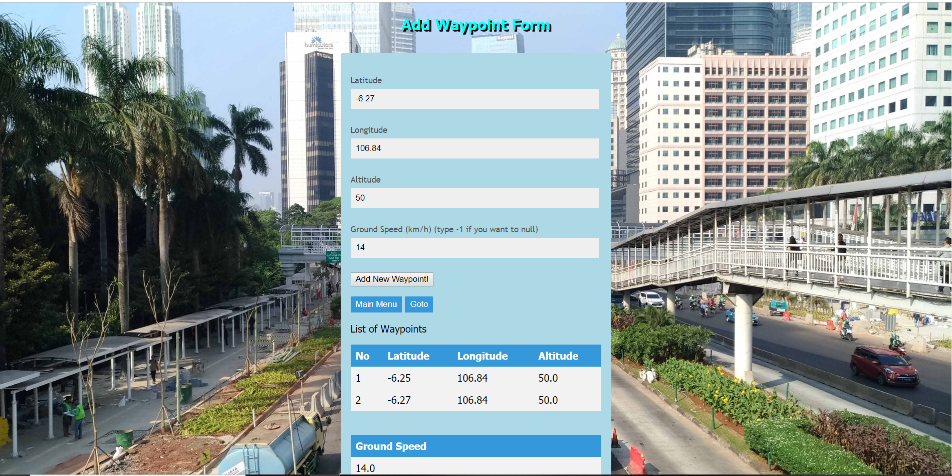 Add Waypoint Form
Latitude
-6.27
Longitude
106.84
Altitude
50
Ground Speed (km/h) (type -1 if you want to null)
14
Add New Waypoint!
Main Menu Goto
List of Waypoints
No Latitude Longitude Altitude
1 -6.25 106.84 50.0
2 -6.27 106.84 50.0
Ground Speed
14.0